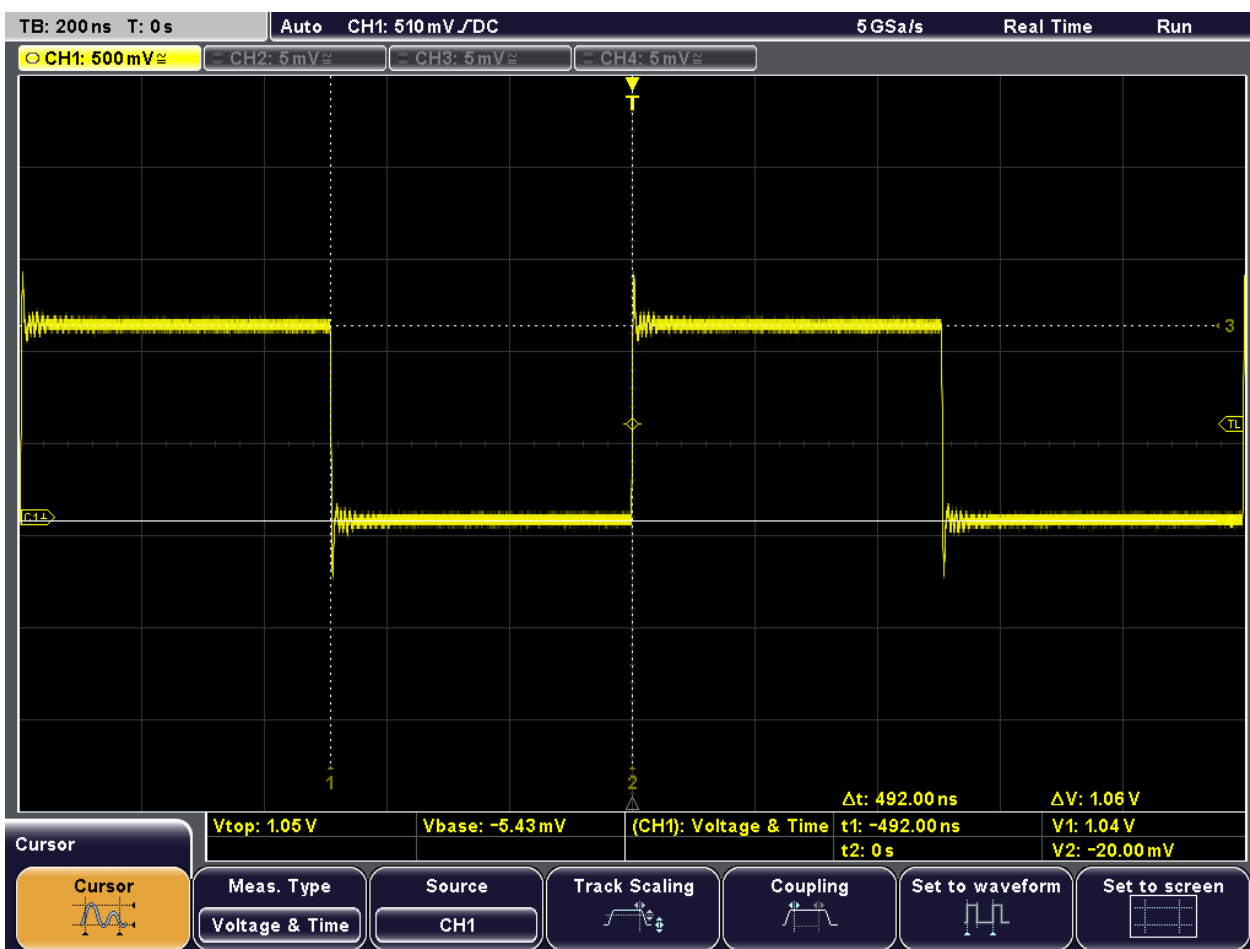 TB: 200 ns T: 0 s Auto CH1: 510 mV DC 5 GSa/s Real Time Run
CH1: 500 mV≅ CH2: 5 mV≅ CH3: 5 mV≅ CH4: 5 mV≅
T
3
TL
C1
1 2
Δt: 492.00 ns ΔV: 1.06 V
Vtop: 1.05 V Vbase: -5.43 mV (CH1): Voltage & Time t1: -492.00 ns V1: 1.04 V
t2: 0 s V2: -20.00 mV
Cursor
Cursor Meas. Type Source Track Scaling Coupling Set to waveform Set to screen
Voltage & Time CH1